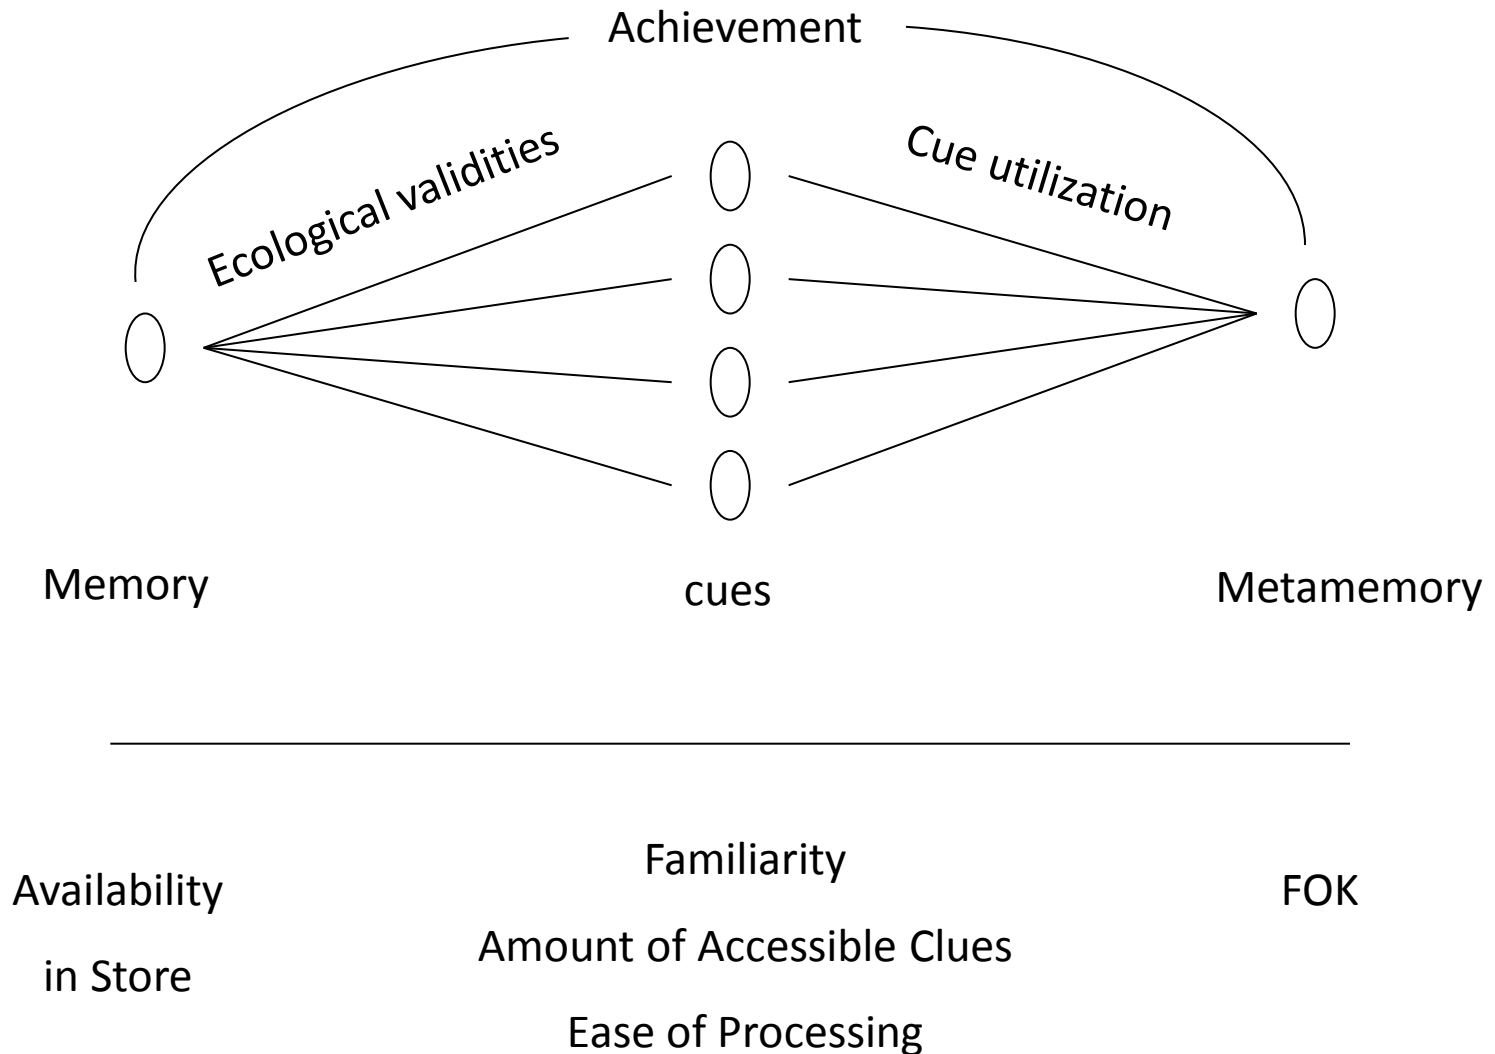 Achievement
Ecological validities
Cue utilization
Memory
cues
Metamemory
Availability
in Store
Familiarity
Amount of Accessible Clues
Ease of Processing
FOK